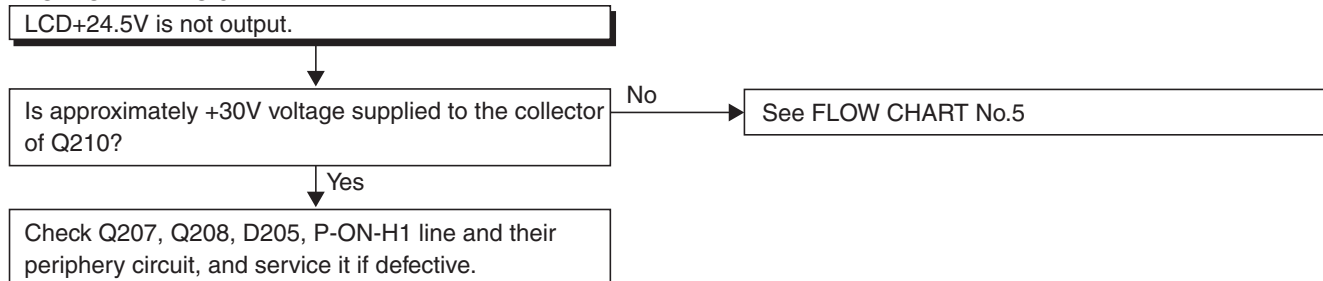 LCD+24.5V is not output.
Is approximately +30V voltage supplied to the collector
of Q210?
No
See FLOW CHART No.5
Yes
Check Q207, Q208, D205, P-ON-H1 line and their
periphery circuit, and service it if defective.